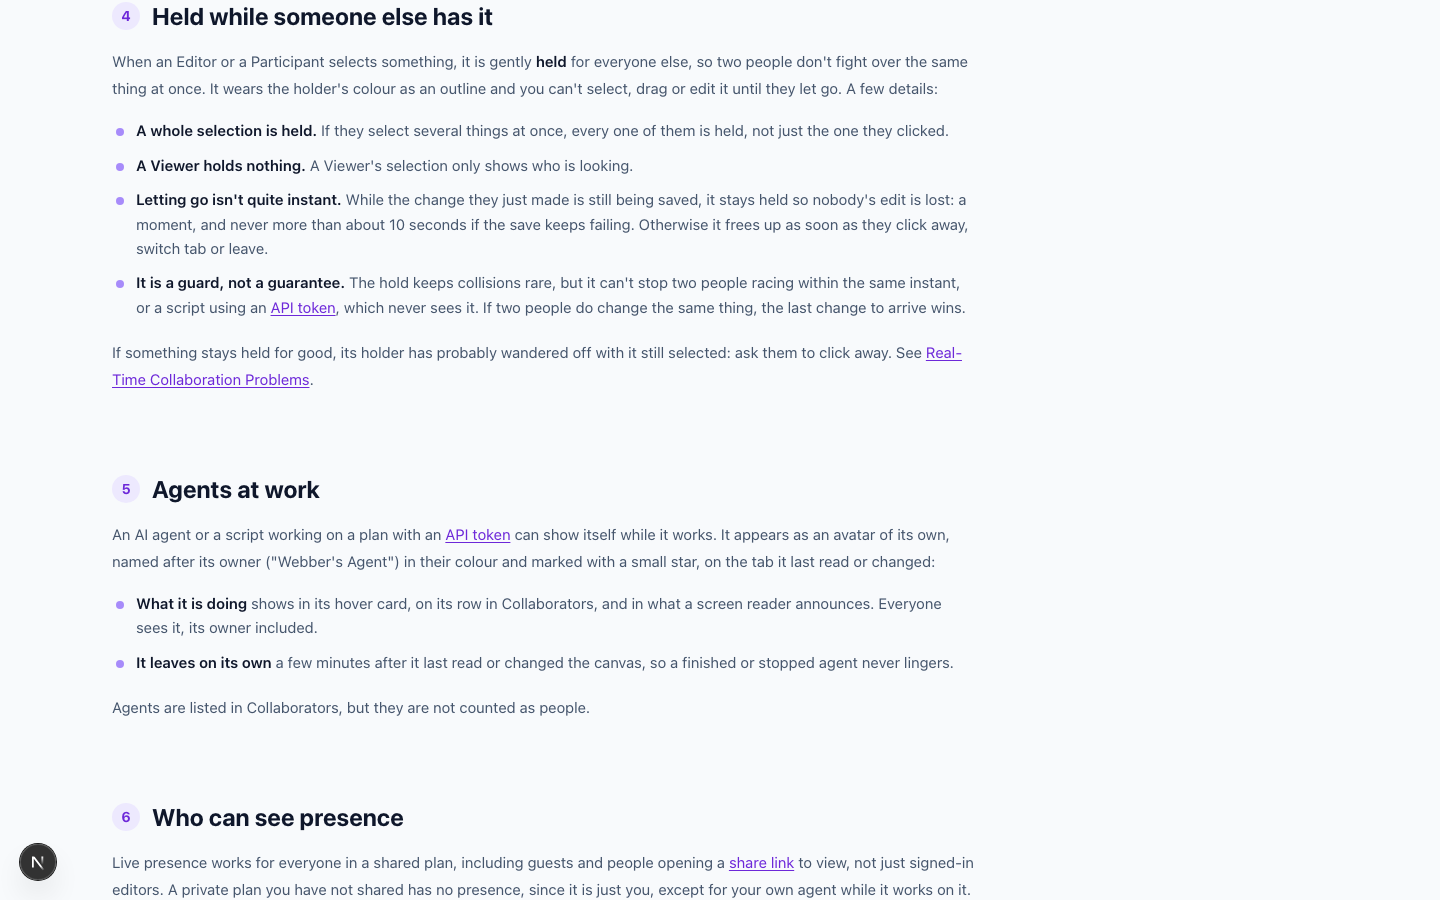 4 Held while someone else has it
When an Editor or a Participant selects something, it is gently held for everyone else, so two people don't fight over the same
thing at once. It wears the holder's colour as an outline and you can't select, drag or edit it until they let go. A few details:
A whole selection is held. If they select several things at once, every one of them is held, not just the one they clicked.
A Viewer holds nothing. A Viewer's selection only shows who is looking.
Letting go isn't quite instant. While the change they just made is still being saved, it stays held so nobody's edit is lost: a
moment, and never more than about 10 seconds if the save keeps failing. Otherwise it frees up as soon as they click away,
switch tab or leave.
It is a guard, not a guarantee. The hold keeps collisions rare, but it can't stop two people racing within the same instant,
or a script using an API token, which never sees it. If two people do change the same thing, the last change to arrive wins.
If something stays held for good, its holder has probably wandered off with it still selected: ask them to click away. See Real-
Time Collaboration Problems.
5 Agents at work
An AI agent or a script working on a plan with an API token can show itself while it works. It appears as an avatar of its own,
named after its owner ("Webber's Agent") in their colour and marked with a small star, on the tab it last read or changed:
What it is doing shows in its hover card, on its row in Collaborators, and in what a screen reader announces. Everyone
sees it, its owner included.
It leaves on its own a few minutes after it last read or changed the canvas, so a finished or stopped agent never lingers.
Agents are listed in Collaborators, but they are not counted as people.
6 Who can see presence
Live presence works for everyone in a shared plan, including guests and people opening a share link to view, not just signed-in
editors. A private plan you have not shared has no presence, since it is just you, except for your own agent while it works on it.
N